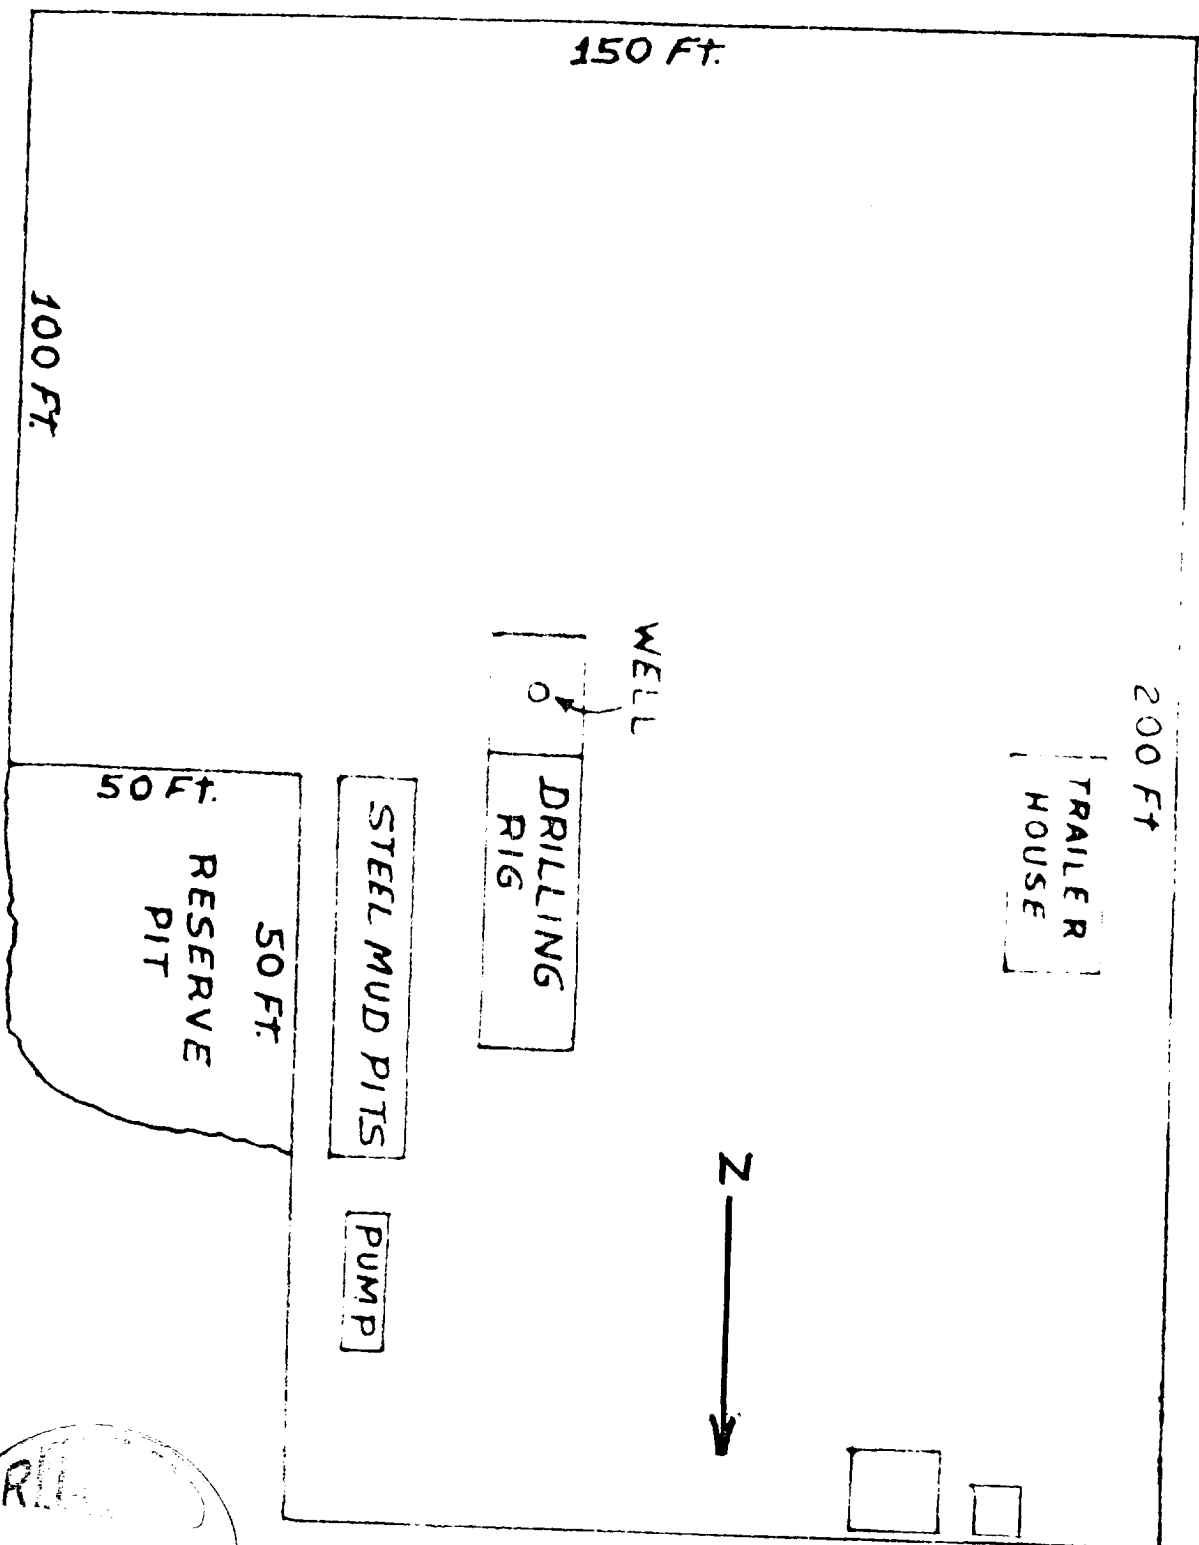 150 Ft.
100 Ft.
200 Ft
TRAILER
HOUSE
WELL
DRILLING
RIG
STEEL MUD PITS
50 Ft.
50 Ft.
RESERVE
PIT
PUMP
N